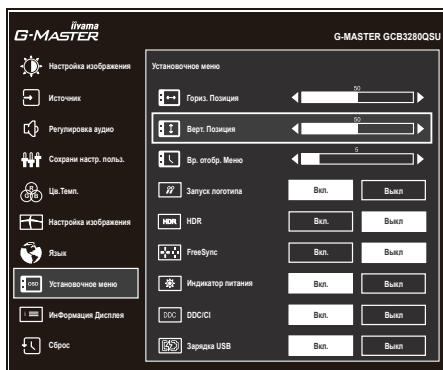 iiyama
G-MASTER
G-MASTER GCB3280QSU
Настройка изображения
Источник
Регулировка аудио
Сохрани настр. польз.
Цв.Темп.
Настройка изображения
Язык
OSD Установочное меню
ИнФормация Дисплея
Сброс
Установочное меню
Гориз. Позиция 50
Верт. Позиция 50
Вр. отобр. Меню 5
Запуск логотипа Вкл. Выкл
HDR HDR Вкл. Выкл
FreeSync Вкл. Выкл
Индикатор питания Вкл. Выкл
DDC DDC/CI Вкл. Выкл
Зарядка USB Вкл. Выкл